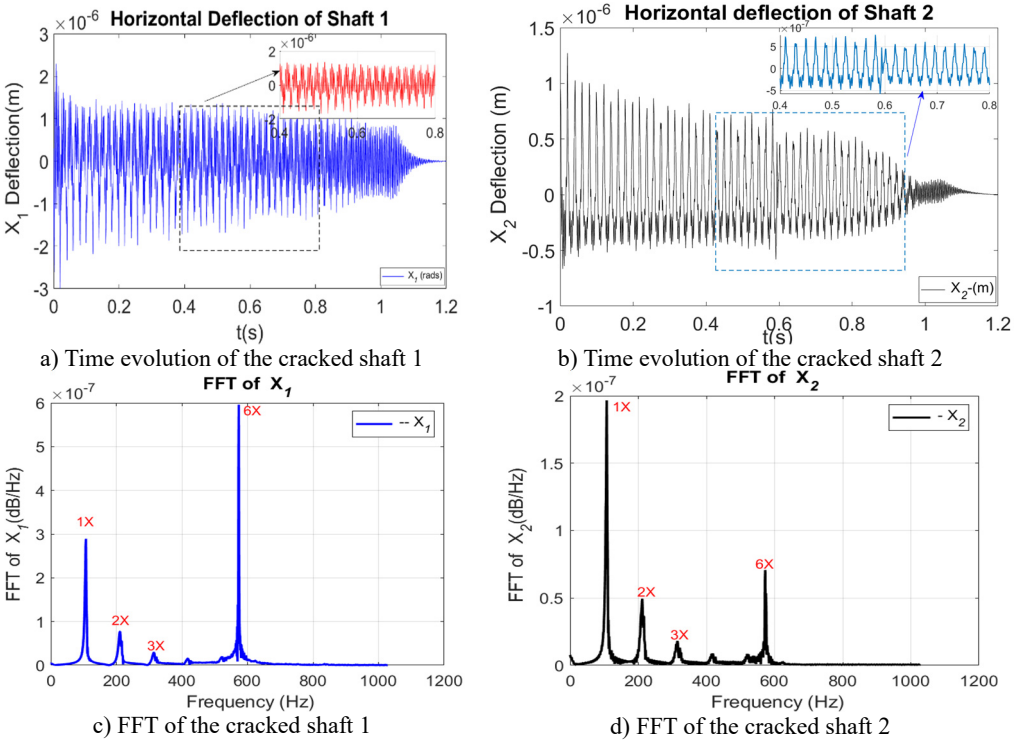 Horizontal Deflection of Shaft 1
×10^-6
3
2
1
0
-1
-2
-3
X1 Deflection(m)
×10^-6
2
0
-2
0.4
0.6
0.8
X1 (rads)
0
0.2
0.4
0.6
0.8
1
1.2
t(s)
a) Time evolution of the cracked shaft 1
Horizontal deflection of Shaft 2
×10^-6
1.5
1
0.5
0
-0.5
-1
X2 Deflection (m)
×10^-7
5
0
-5
0.4
0.5
0.6
0.7
0.8
X2-(m)
0
0.2
0.4
0.6
0.8
1
1.2
t(s)
b) Time evolution of the cracked shaft 2
FFT of X1
×10^-7
6
5
4
3
2
1
0
FFT of X1(dB/Hz)
1X
2X
3X
6X
-- X1
0
200
400
600
800
1000
1200
Frequency (Hz)
c) FFT of the cracked shaft 1
FFT of X2
×10^-7
2
1.5
1
0.5
0
FFT of X2(dB/Hz)
1X
2X
3X
6X
- X2
0
200
400
600
800
1000
1200
Frequency (Hz)
d) FFT of the cracked shaft 2